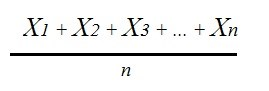 X1 + X2 + X3 + ... + Xn
n